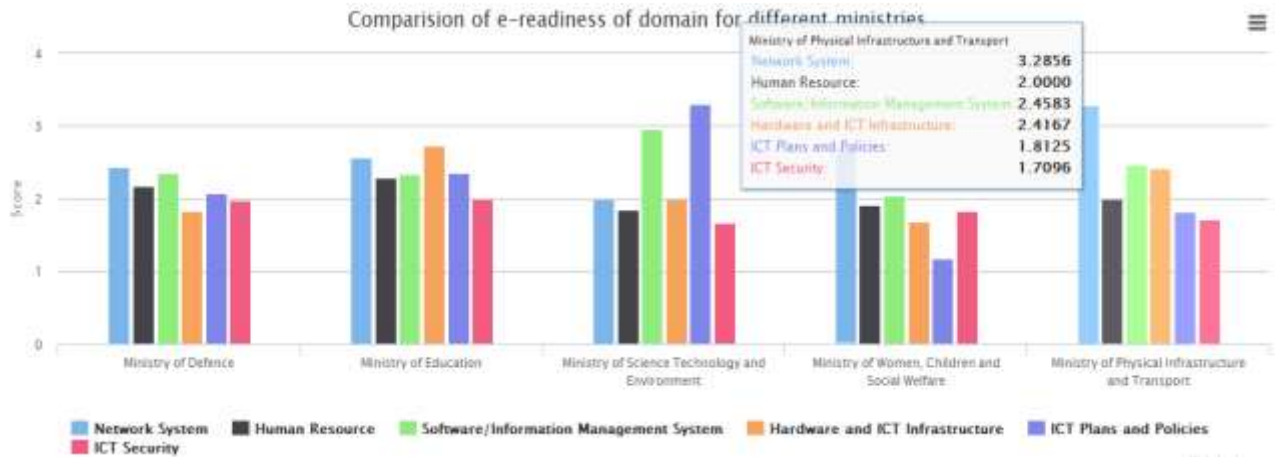 Comparision of e-readiness of domain for different ministries
Ministry of Physical Infrastructure and Transport
Network System: 3.2856
Human Resource: 2.0000
Software/Information Management System: 2.4583
Hardware and ICT Infrastructure: 2.4167
ICT Plans and Policies: 1.8125
ICT Security: 1.7096
4
3
2
1
0
Score
Ministry of Defence
Ministry of Education
Ministry of Science Technology and
Environment
Ministry of Women, Children and
Social Welfare
Ministry of Physical Infrastructure
and Transport
Network System
Human Resource
Software/Information Management System
Hardware and ICT Infrastructure
ICT Plans and Policies
ICT Security